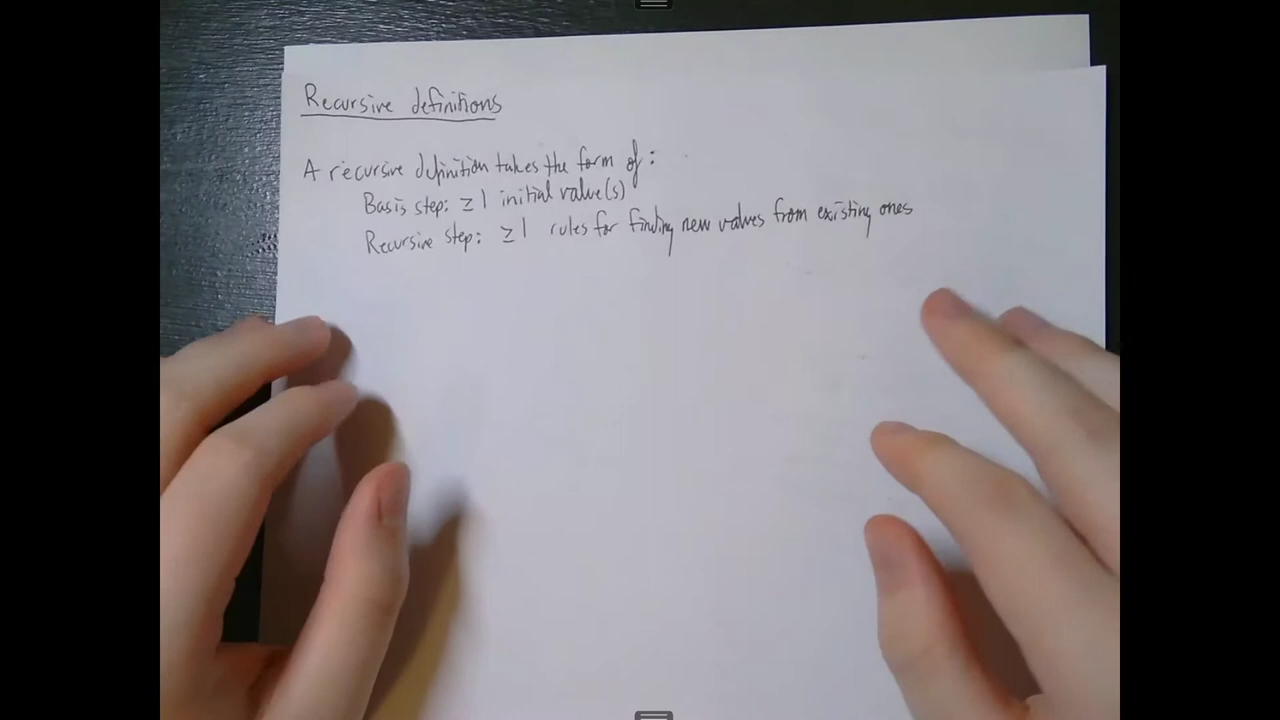 Recursive definitions
A recursive definition takes the form of:
Basis step: ≥1 initial value(s)
Recursive step: ≥1 rules for finding new values from existing ones